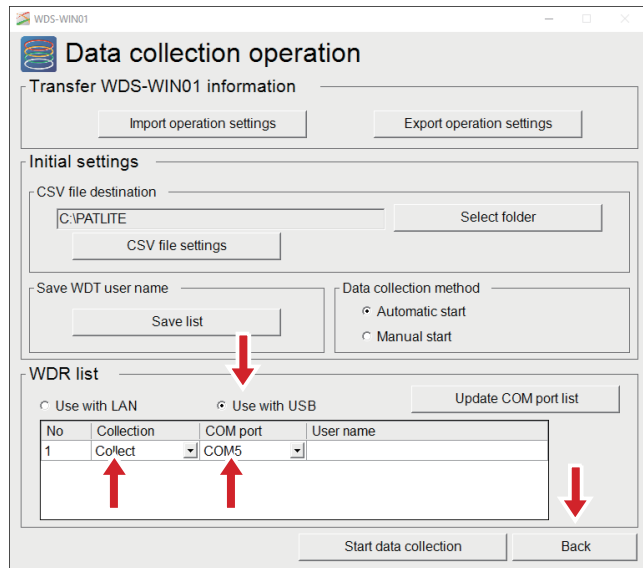 WDS-WIN01
Data collection operation
Transfer WDS-WIN01 information
Import operation settings Export operation settings
Initial settings
CSV file destination
C:\PATLITE Select folder
CSV file settings
Save WDT user name Data collection method
Save list Automatic start
Manual start
WDR list
Use with LAN Use with USB Update COM port list
No Collection COM port User name
1 Collect COM5
Start data collection Back